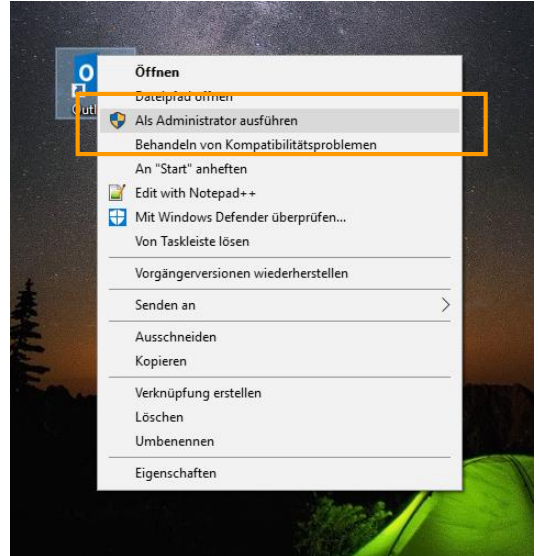 O
Outl
Öffnen
Dateipfad öffnen
Als Administrator ausführen
Behandeln von Kompatibilitätsproblemen
An "Start" anheften
Edit with Notepad++
Mit Windows Defender überprüfen...
Von Taskleiste lösen
Vorgängerversionen wiederherstellen
Senden an
Ausschneiden
Kopieren
Verknüpfung erstellen
Löschen
Umbenennen
Eigenschaften